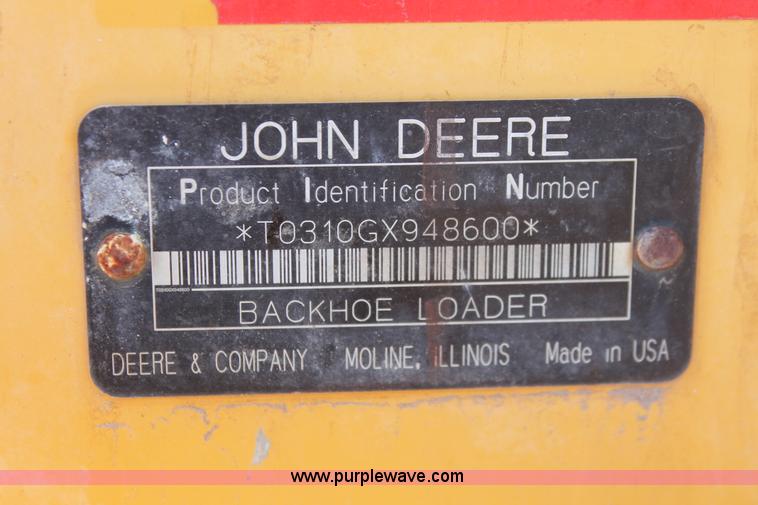 JOHN DEERE
Product Identification Number
*T0310GX948600*
BACKHOE LOADER
DEERE & COMPANY MOLINE, ILLINOIS Made in USA
www.purplewave.com